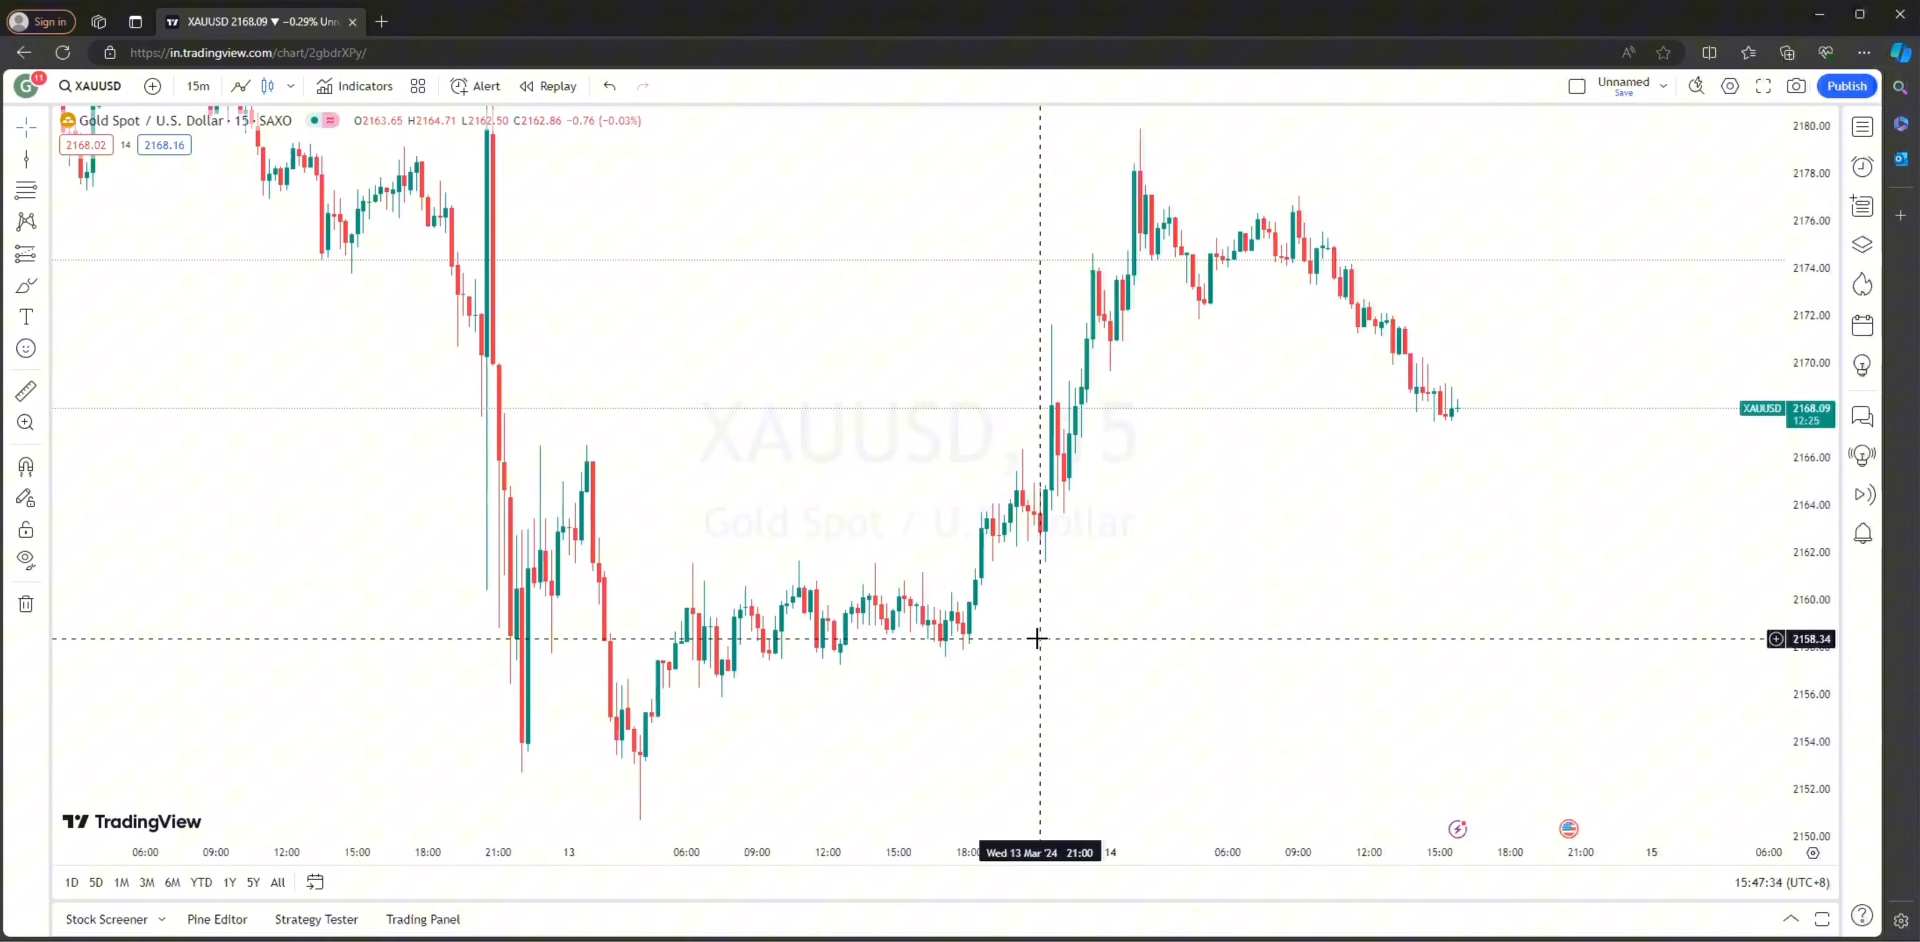 Sign in
XAUUSD 2168.09 ▼ −0.29% Unn
https://in.tradingview.com/chart/2gbdrXPy/
G 11
XAUUSD
15m
Indicators
Alert
Replay
Unnamed
Save
Publish
Gold Spot / U.S. Dollar · 15 · SAXO
O2163.65 H2164.71 L2162.50 C2162.86 −0.76 (−0.03%)
2168.02 14 2168.16
2180.00
2178.00
2176.00
2174.00
2172.00
2170.00
XAUUSD 2168.09
12:25
2166.00
2164.00
2162.00
2160.00
2158.34
2156.00
2154.00
2152.00
2150.00
XAUUSD, 15
Gold Spot / U.S. Dollar
TradingView
06:00 09:00 12:00 15:00 18:00 21:00 13 06:00 09:00 12:00 15:00 18:00 Wed 13 Mar '24 21:00 14 06:00 09:00 12:00 15:00 18:00 21:00 15 06:00
1D 5D 1M 3M 6M YTD 1Y 5Y All
15:47:34 (UTC+8)
Stock Screener Pine Editor Strategy Tester Trading Panel